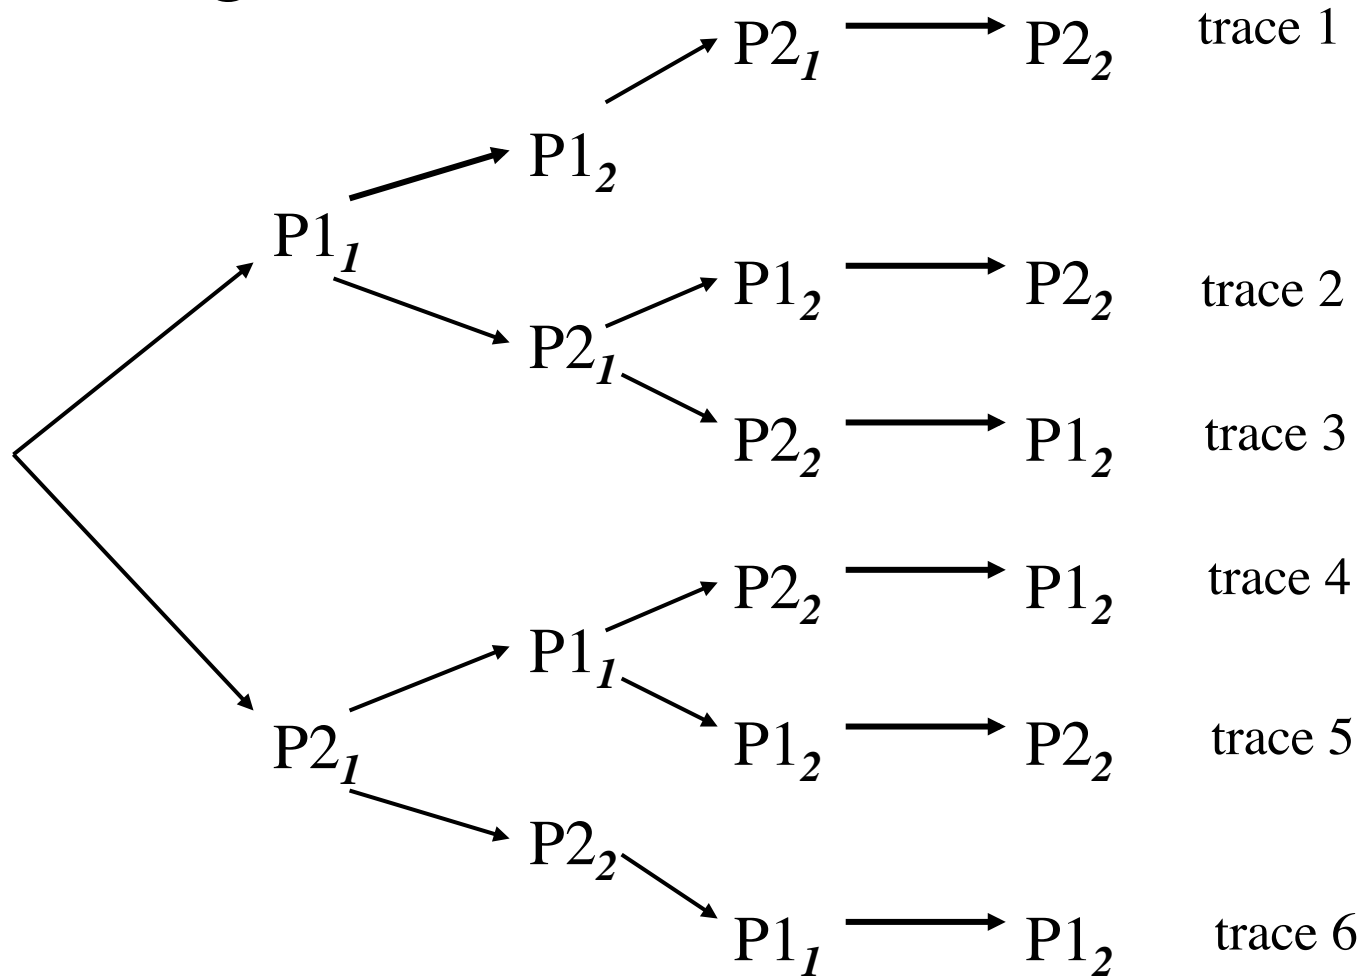 P2₁ P2₂ trace 1
P1₂
P1₁
P1₂ P2₂ trace 2
P2₁
P2₂ P1₂ trace 3
P2₂ P1₂ trace 4
P1₁
P1₂ P2₂ trace 5
P2₁
P2₂
P1₁ P1₂ trace 6